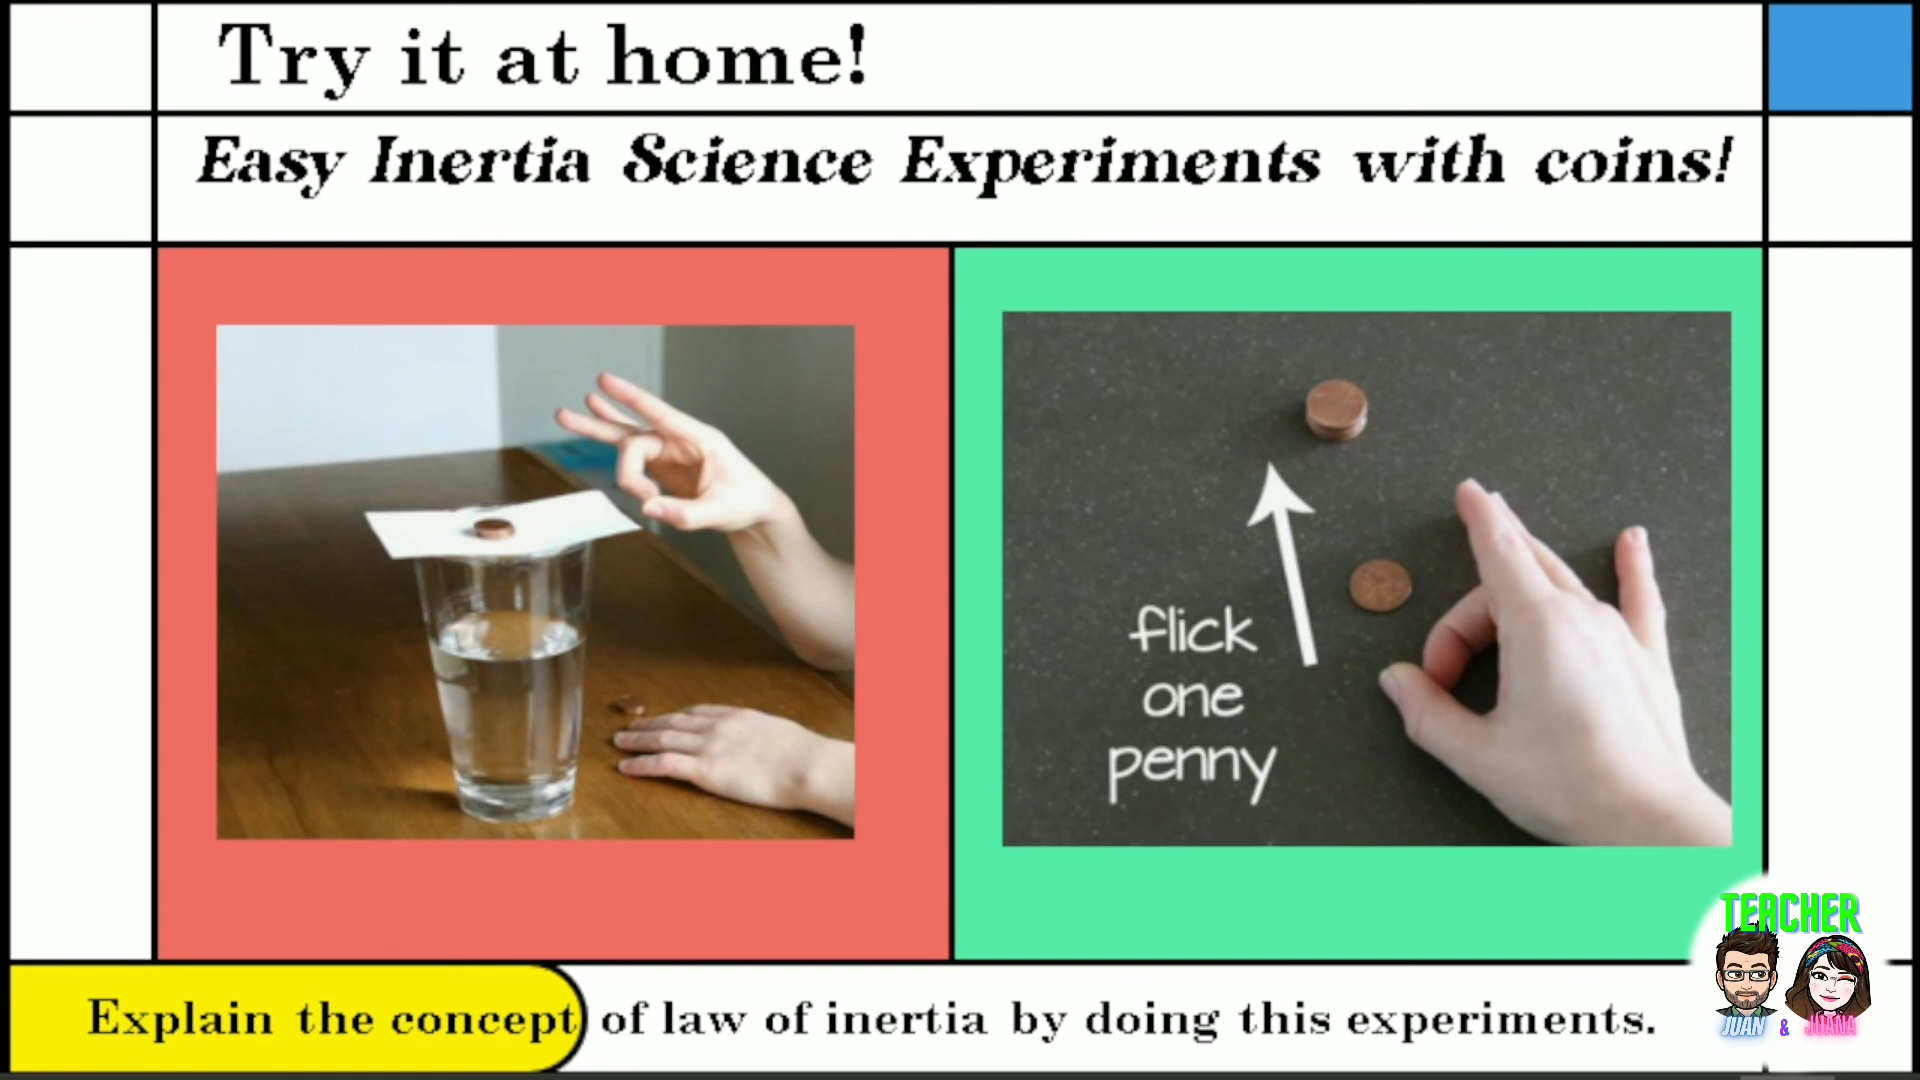 Try it at home!
Easy Inertia Science Experiments with coins!
flick
one
penny
Explain the concept of law of inertia by doing this experiments.
TEACHER
JUAN & JUANA